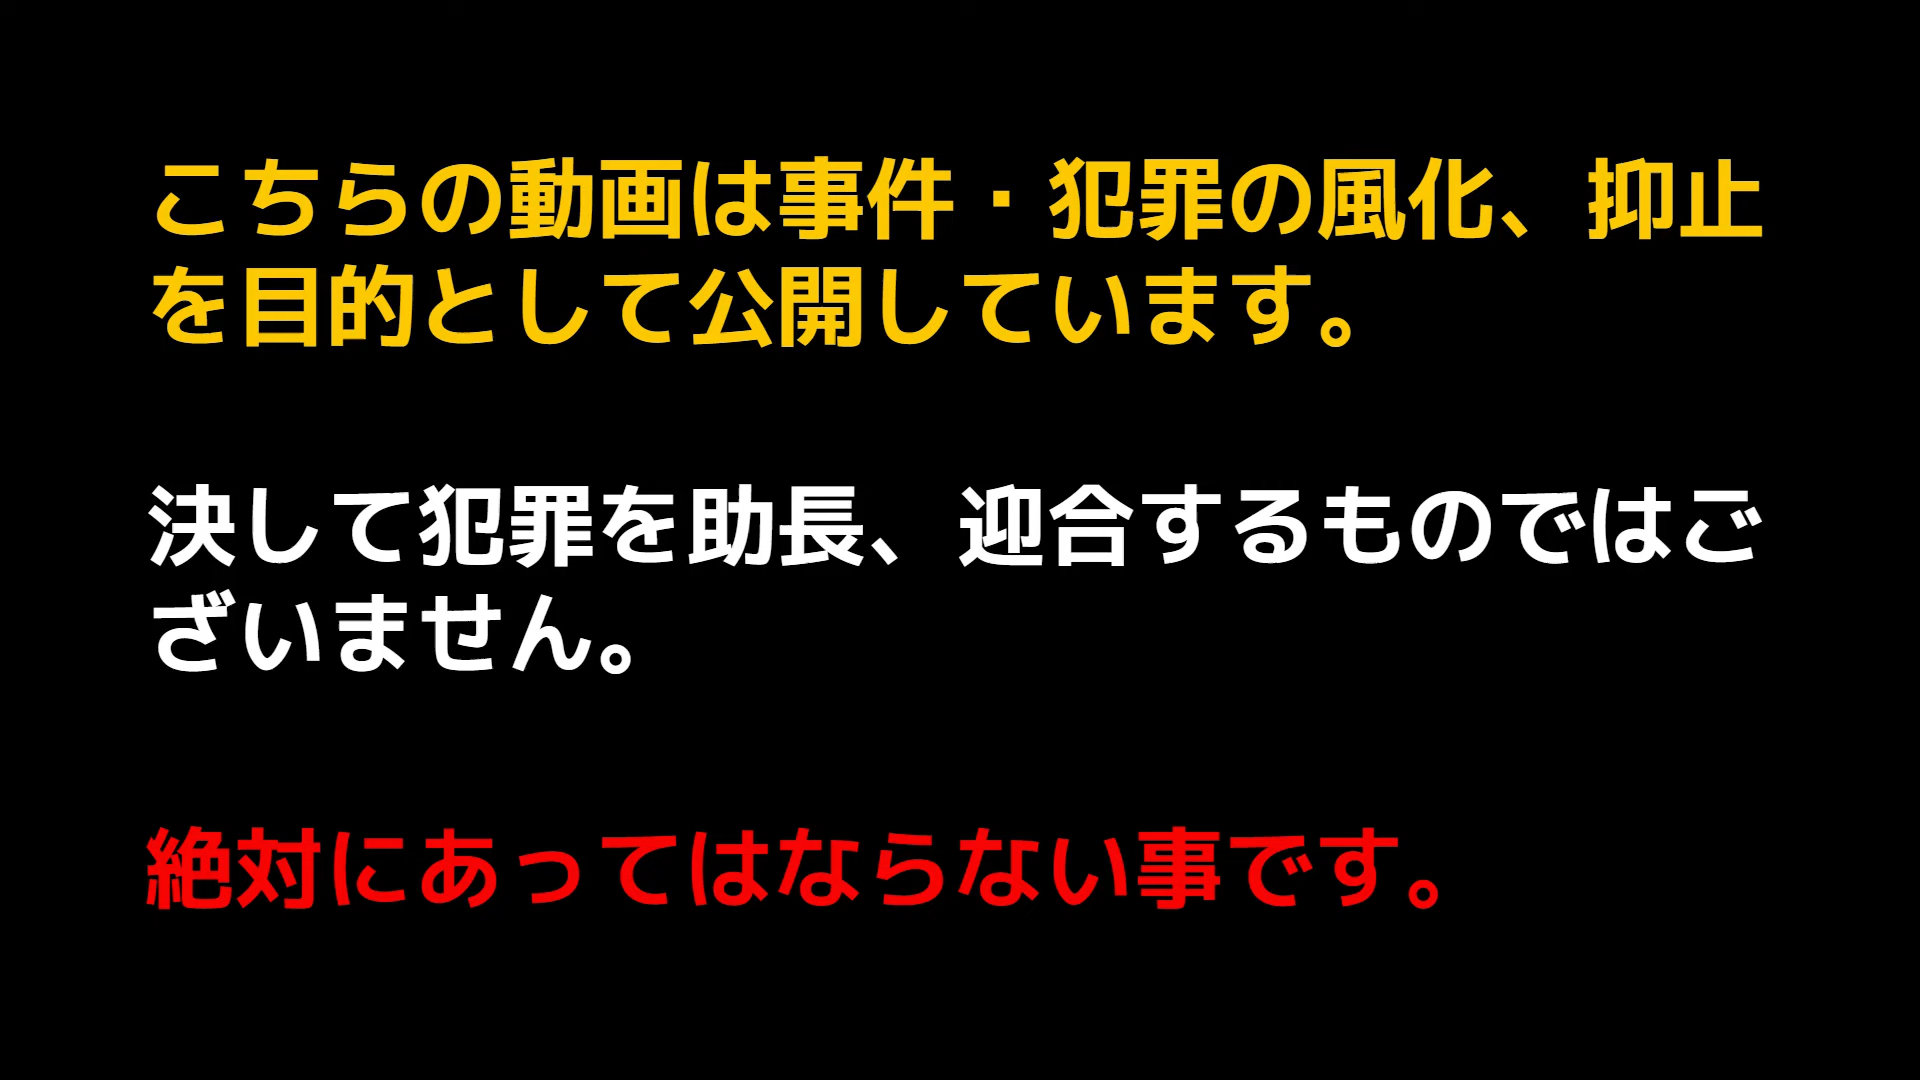 こちらの動画は事件・犯罪の風化、抑止
を目的として公開しています。
決して犯罪を助長、迎合するものではご
ざいません。
絶対にあってはならない事です。